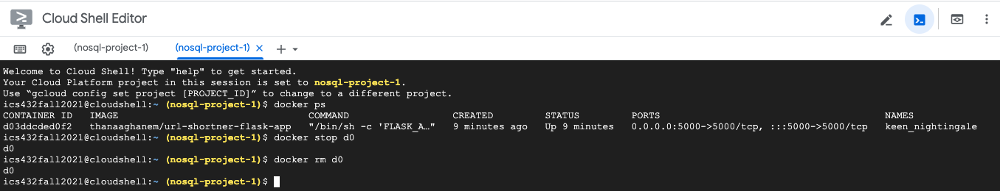 Cloud Shell Editor
(nosql-project-1) (nosql-project-1)
Welcome to Cloud Shell! Type "help" to get started.
Your Cloud Platform project in this session is set to nosql-project-1.
Use “gcloud config set project [PROJECT_ID]” to change to a different project.
ics432fall2021@cloudshell:~ (nosql-project-1)$ docker ps
CONTAINER ID IMAGE COMMAND CREATED STATUS PORTS NAMES
d03ddcded0f2 thanaaghanem/url-shortner-flask-app "/bin/sh -c 'FLASK_A…" 9 minutes ago Up 9 minutes 0.0.0.0:5000->5000/tcp, :::5000->5000/tcp keen_nightingale
ics432fall2021@cloudshell:~ (nosql-project-1)$ docker stop d0
d0
ics432fall2021@cloudshell:~ (nosql-project-1)$ docker rm d0
d0
ics432fall2021@cloudshell:~ (nosql-project-1)$